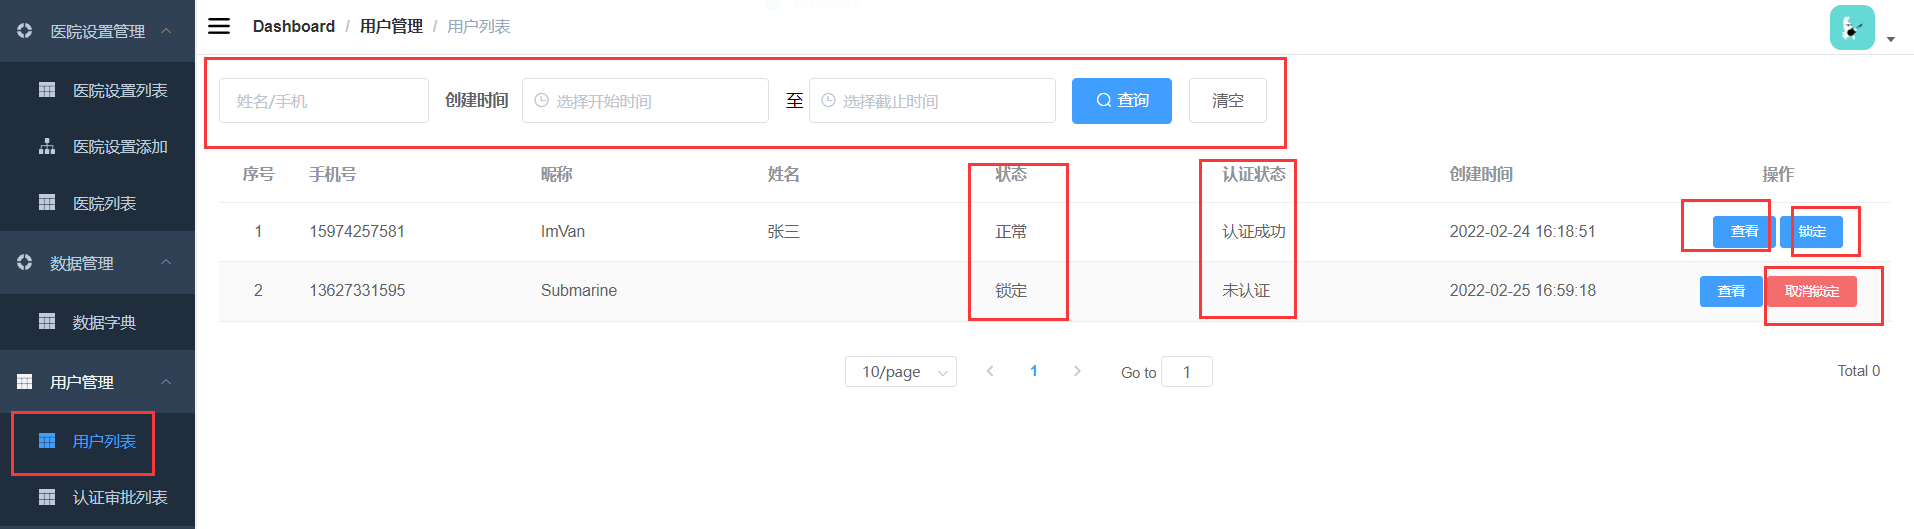 医院设置管理
医院设置列表
医院设置添加
医院列表
数据管理
数据字典
用户管理
用户列表
认证审批列表
Dashboard / 用户管理 / 用户列表
姓名/手机 创建时间 选择开始时间 至 选择截止时间 查询 清空
序号 手机号 昵称 姓名 状态 认证状态 创建时间 操作
1 15974257581 ImVan 张三 正常 认证成功 2022-02-24 16:18:51 查看 锁定
2 13627331595 Submarine 锁定 未认证 2022-02-25 16:59:18 查看 取消锁定
10/page 1 Go to 1 Total 0